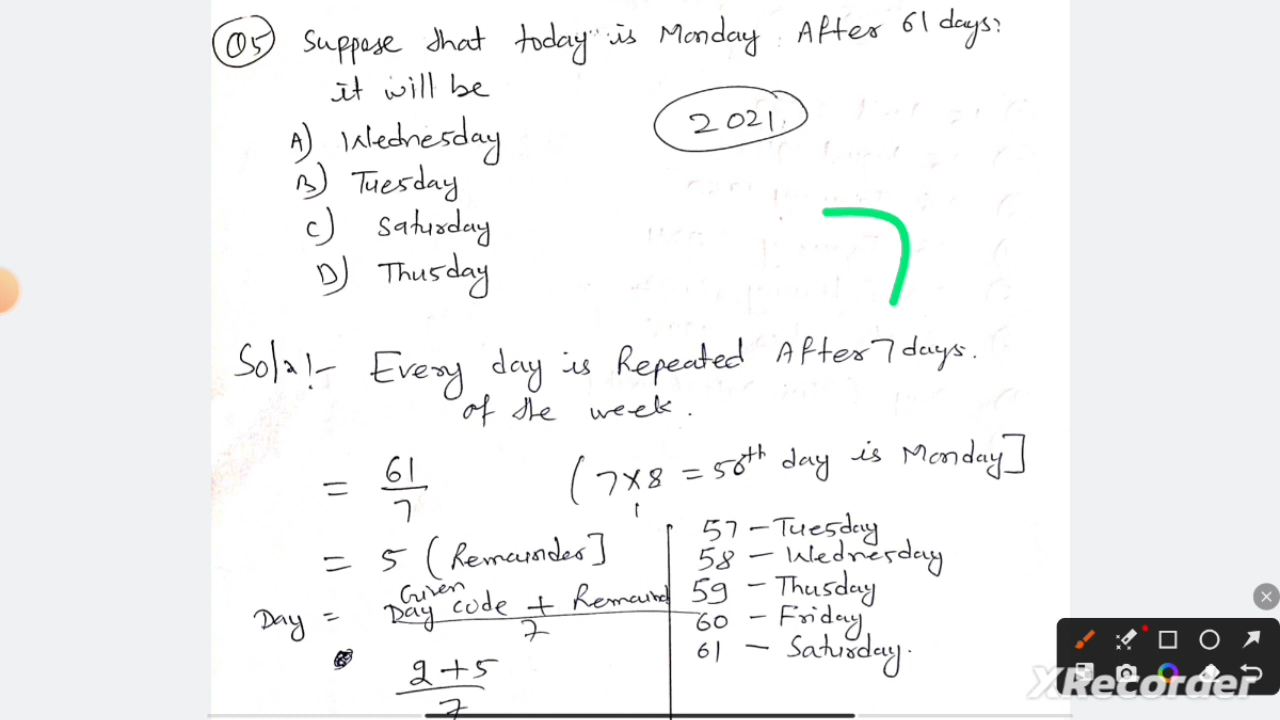 Q5 Suppose that today is Monday. After 61 days:
it will be
2021.
A) Wednesday
B) Tuesday
C) Saturday
D) Thusday
Soln:- Every day is Repeated After 7 days.
of the week.
= 61/7 (7×8 = 56th day is Monday]
= 5 (Remainder]
Day = Given Day code + Remaind / 7
2+5 / 7
57 - Tuesday
58 - Wednesday
59 - Thusday
60 - Friday
61 - Saturday.
XRecorder